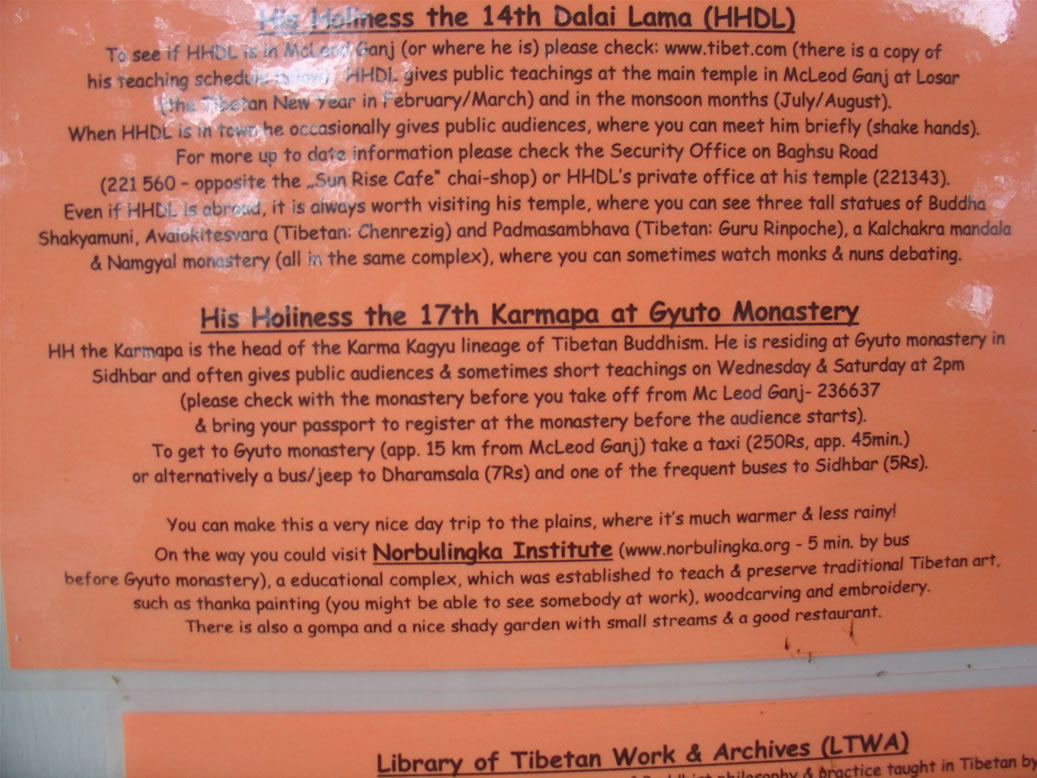 His Holiness the 14th Dalai Lama (HHDL)
To see if HHDL is in McLeod Ganj (or where he is) please check: www.tibet.com (there is a copy of
his teaching schedule HHDL gives public teachings at the main temple in McLeod Ganj at Losar
(the Tibetan New Year in February/March) and in the monsoon months (July/August).
When HHDL is in town he occasionally gives public audiences, where you can meet him briefly (shake hands).
For more up to date information please check the Security Office on Baghsu Road
(221 560 - opposite the „Sun Rise Cafe“ chai-shop) or HHDL's private office at his temple (221343).
Even if HHDL is abroad, it is always worth visiting his temple, where you can see three tall statues of Buddha
Shakyamuni, Avalokitesvara (Tibetan: Chenrezig) and Padmasambhava (Tibetan: Guru Rinpoche), a Kalchakra mandala
& Namgyal monastery (all in the same complex), where you can sometimes watch monks & nuns debating.
His Holiness the 17th Karmapa at Gyuto Monastery
HH the Karmapa is the head of the Karma Kagyu lineage of Tibetan Buddhism. He is residing at Gyuto monastery in
Sidhbar and often gives public audiences & sometimes short teachings on Wednesday & Saturday at 2pm
(please check with the monastery before you take off from Mc Leod Ganj- 236637
& bring your passport to register at the monastery before the audience starts).
To get to Gyuto monastery (app. 15 km from McLeod Ganj) take a taxi (250Rs, app. 45min.)
or alternatively a bus/jeep to Dharamsala (7Rs) and one of the frequent buses to Sidhbar (5Rs).
You can make this a very nice day trip to the plains, where it's much warmer & less rainy!
On the way you could visit Norbulingka Institute (www.norbulingka.org - 5 min. by bus
before Gyuto monastery), a educational complex, which was established to teach & preserve traditional Tibetan art,
such as thanka painting (you might be able to see somebody at work), woodcarving and embroidery.
There is also a gompa and a nice shady garden with small streams & a good restaurant.
Library of Tibetan Work & Archives (LTWA)
philosophy & practice taught in Tibetan by